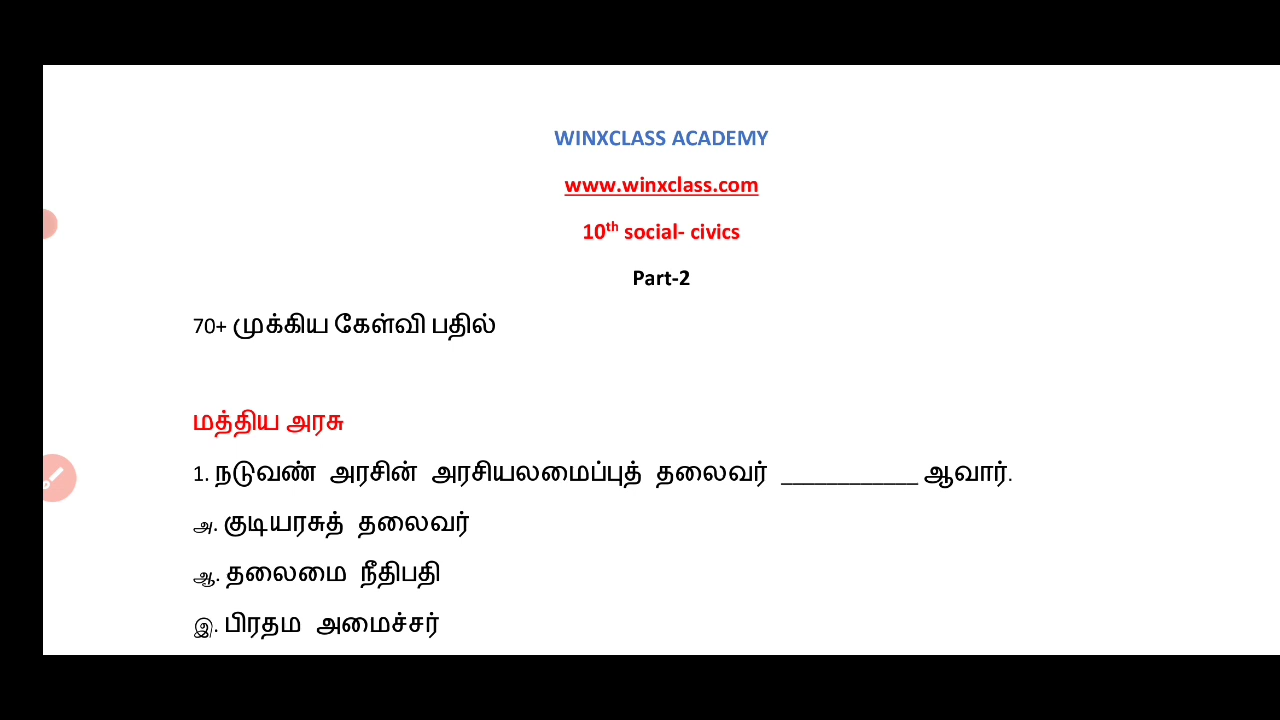 WINXCLASS ACADEMY
www.winxclass.com
10th social- civics
Part-2
70+ முக்கிய கேள்வி பதில்
மத்திய அரசு
1. நடுவண் அரசின் அரசியலமைப்புத் தலைவர் ____________ ஆவார்.
அ. குடியரசுத் தலைவர்
ஆ. தலைமை நீதிபதி
இ. பிரதம அமைச்சர்